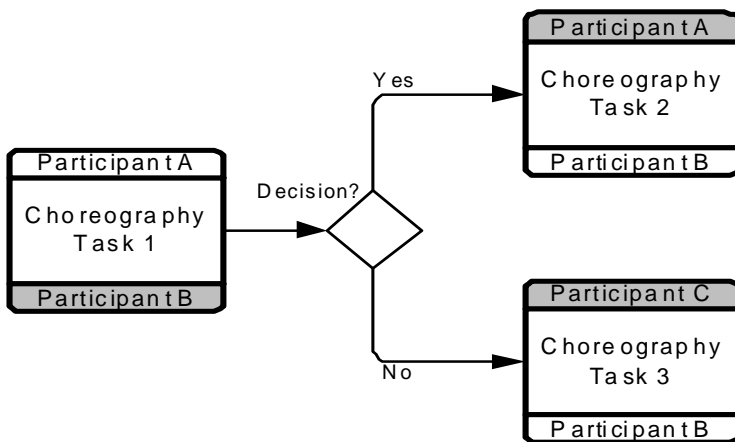 Participant A
Choreography
Task 1
Participant B
Decision?
Yes
Participant A
Choreography
Task 2
Participant B
No
Participant C
Choreography
Task 3
Participant B